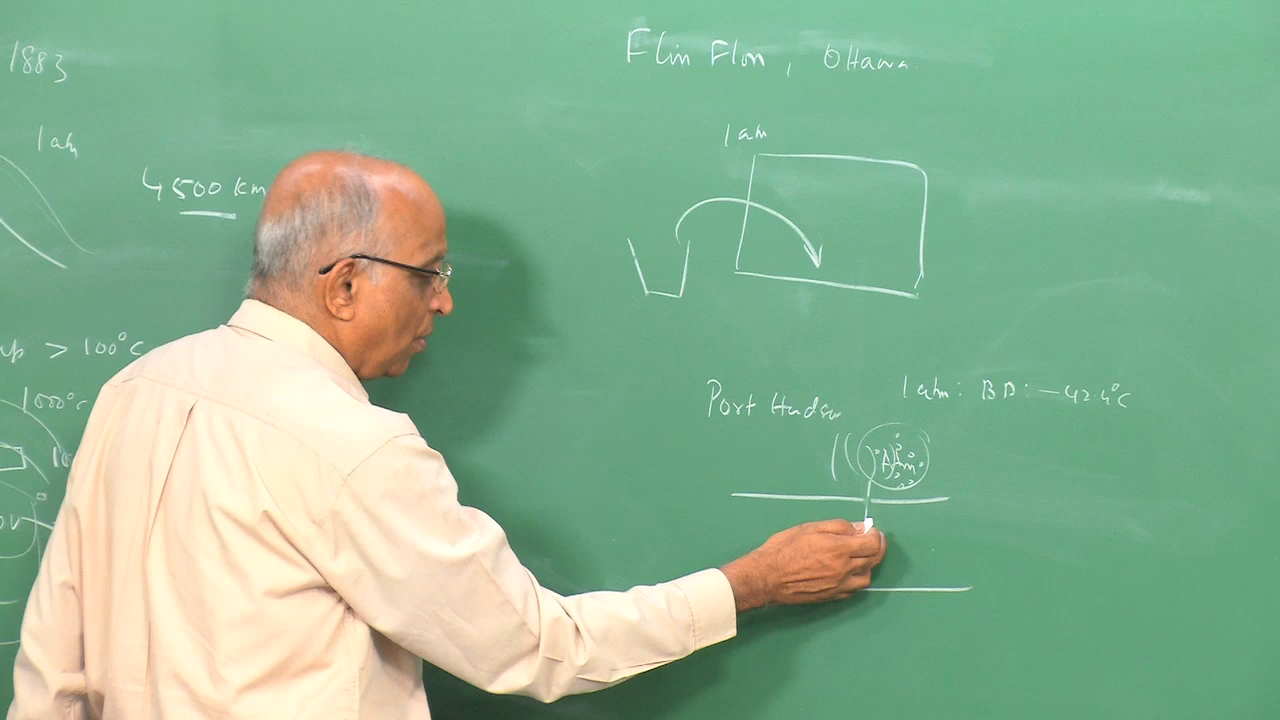 1883
1 atm
4500 km
> 100°C
1000°C
Flin Flon, Ottawa
1 atm
Port Hudson
1 atm: BP: -42.4°C